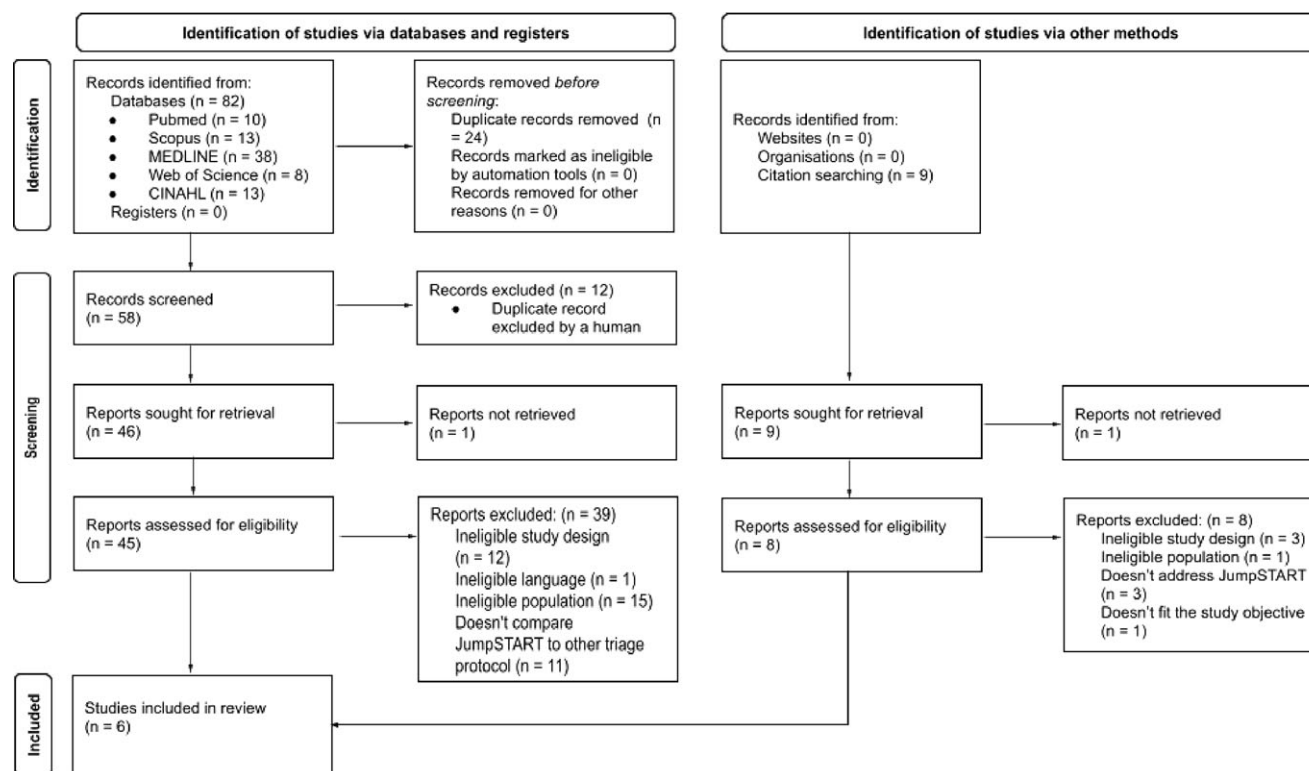 Identification of studies via databases and registers
Identification of studies via other methods
Identification
Records identified from:
Databases (n = 82)
● Pubmed (n = 10)
● Scopus (n = 13)
● MEDLINE (n = 38)
● Web of Science (n = 8)
● CINAHL (n = 13)
Registers (n = 0)
Records removed before
screening:
Duplicate records removed (n
= 24)
Records marked as ineligible
by automation tools (n = 0)
Records removed for other
reasons (n = 0)
Records identified from:
Websites (n = 0)
Organisations (n = 0)
Citation searching (n = 9)
Screening
Records screened
(n = 58)
Records excluded (n = 12)
● Duplicate record
excluded by a human
Reports sought for retrieval
(n = 46)
Reports not retrieved
(n = 1)
Reports sought for retrieval
(n = 9)
Reports not retrieved
(n = 1)
Reports assessed for eligibility
(n = 45)
Reports excluded: (n = 39)
Ineligible study design
(n = 12)
Ineligible language (n = 1)
Ineligible population (n = 15)
Doesn't compare
JumpSTART to other triage
protocol (n = 11)
Reports assessed for eligibility
(n = 8)
Reports excluded: (n = 8)
Ineligible study design (n = 3)
Ineligible population (n = 1)
Doesn't address JumpSTART
(n = 3)
Doesn't fit the study objective
(n = 1)
Included
Studies included in review
(n = 6)